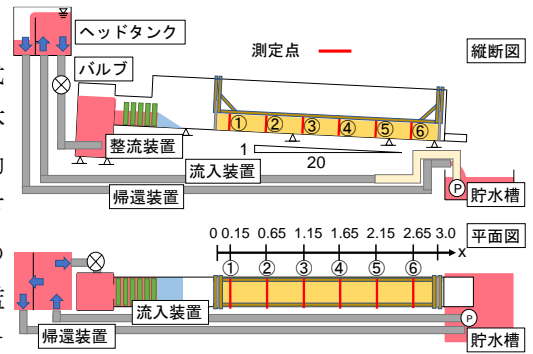 ヘッドタンク
測定点
縦断図
バルブ
① ② ③ ④ ⑤ ⑥
整流装置
1
20
流入装置
帰還装置
P
貯水槽
0 0.15 0.65 1.15 1.65 2.15 2.65 3.0
x
平面図
① ② ③ ④ ⑤ ⑥
流入装置
P
帰還装置
貯水槽